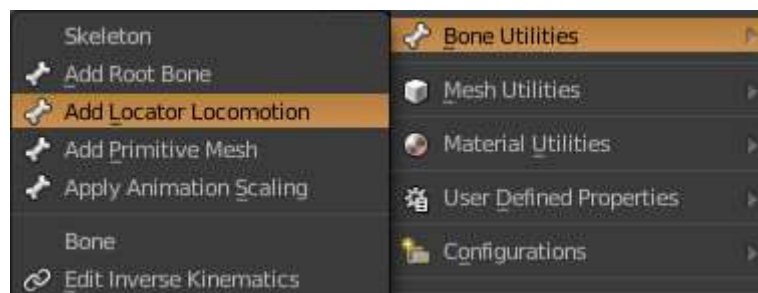 Skeleton
Add Root Bone
Add Locator Locomotion
Add Primitive Mesh
Apply Animation Scaling
Bone
Edit Inverse Kinematics
Bone Utilities
Mesh Utilities
Material Utilities
User Defined Properties
Configurations